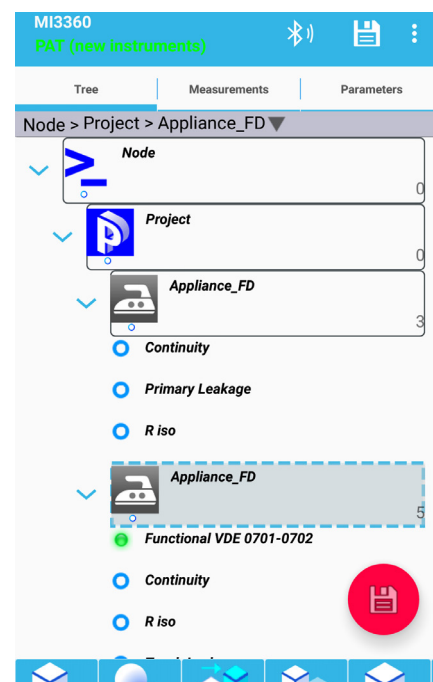 MI3360
PAT (new instruments)
Tree Measurements Parameters
Node > Project > Appliance_FD
Node
0
Project
0
Appliance_FD
3
Continuity
Primary Leakage
R iso
Appliance_FD
5
Functional VDE 0701-0702
Continuity
R iso